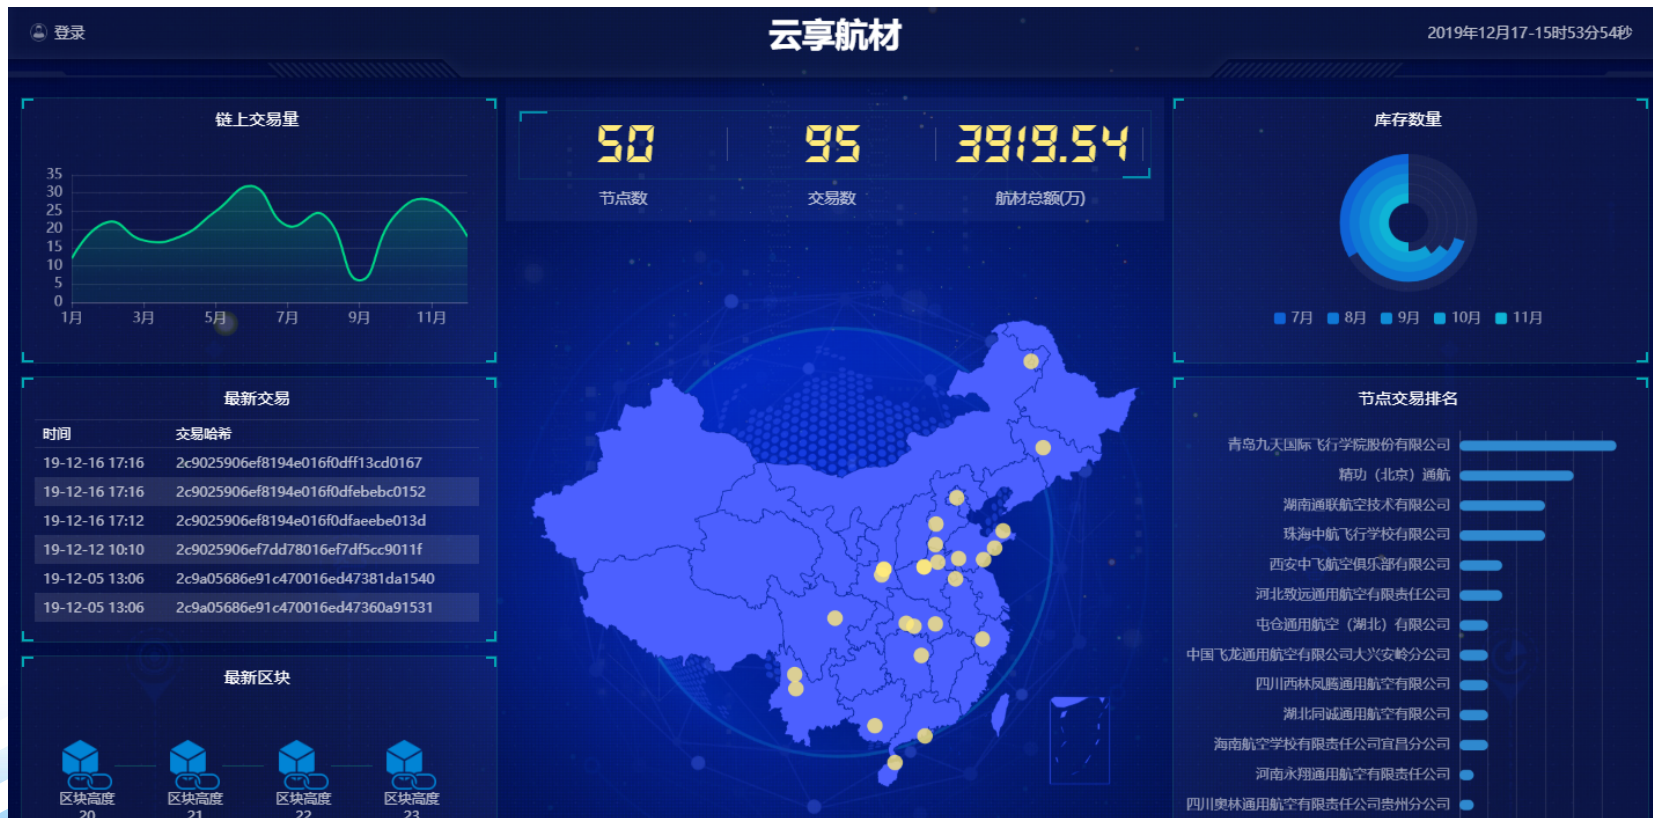 登录
云享航材
2019年12月17-15时53分54秒
链上交易量
35
30
25
20
15
10
5
0
1月 3月 5月 7月 9月 11月
50 95 3919.54
节点数 交易数 航材总额(万)
库存数量
7月 8月 9月 10月 11月
最新交易
时间 交易哈希
19-12-16 17:16 2c9025906ef8194e016f0dff13cd0167
19-12-16 17:16 2c9025906ef8194e016f0dfebebc0152
19-12-16 17:12 2c9025906ef8194e016f0dfaeebe013d
19-12-12 10:10 2c9025906ef7dd78016ef7df5cc9011f
19-12-05 13:06 2c9a05686e91c470016ed47381da1540
19-12-05 13:06 2c9a05686e91c470016ed47360a91531
最新区块
区块高度 区块高度 区块高度 区块高度
20 21 22 23
节点交易排名
青岛九天国际飞行学院股份有限公司
精功（北京）通航
湖南通联航空技术有限公司
珠海中航飞行学校有限公司
西安中飞航空俱乐部有限公司
河北致远通用航空有限责任公司
屯仓通用航空（湖北）有限公司
中国飞龙通用航空有限公司大兴安岭分公司
四川西林凤腾通用航空有限公司
湖北同诚通用航空有限公司
海南航空学校有限责任公司宜昌分公司
河南永翔通用航空有限责任公司
四川奥林通用航空有限责任公司贵州分公司